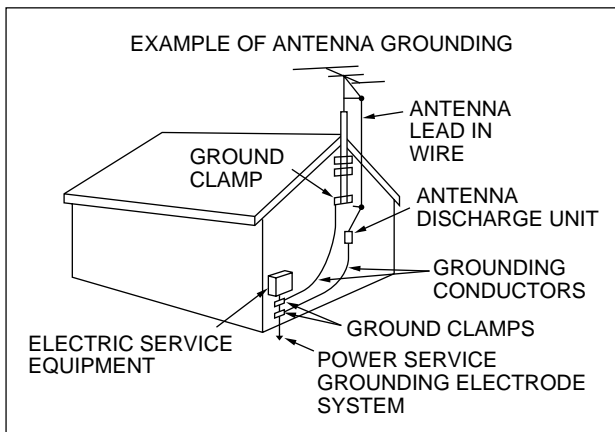 EXAMPLE OF ANTENNA GROUNDING
ANTENNA
LEAD IN
WIRE
GROUND
CLAMP
ANTENNA
DISCHARGE UNIT
GROUNDING
CONDUCTORS
GROUND CLAMPS
ELECTRIC SERVICE
EQUIPMENT
POWER SERVICE
GROUNDING ELECTRODE
SYSTEM